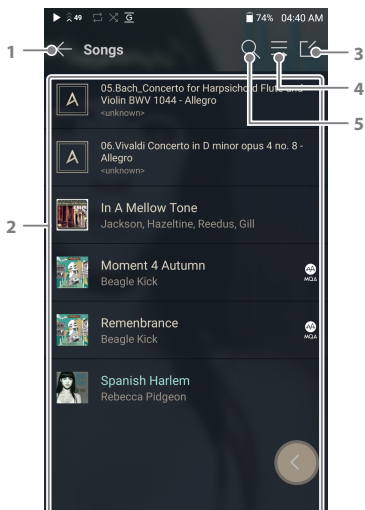 49 G 74% 04:40 AM
1 Songs 3
4
5
05.Bach_Concerto for Harpsichord Flute and
Violin BWV 1044 - Allegro
<unknown>
06.Vivaldi Concerto in D minor opus 4 no. 8 -
Allegro
<unknown>
2
In A Mellow Tone
Jackson, Hazeltine, Reedus, Gill
Moment 4 Autumn
Beagle Kick
MQA
Remenbrance
Beagle Kick
MQA
Spanish Harlem
Rebecca Pidgeon